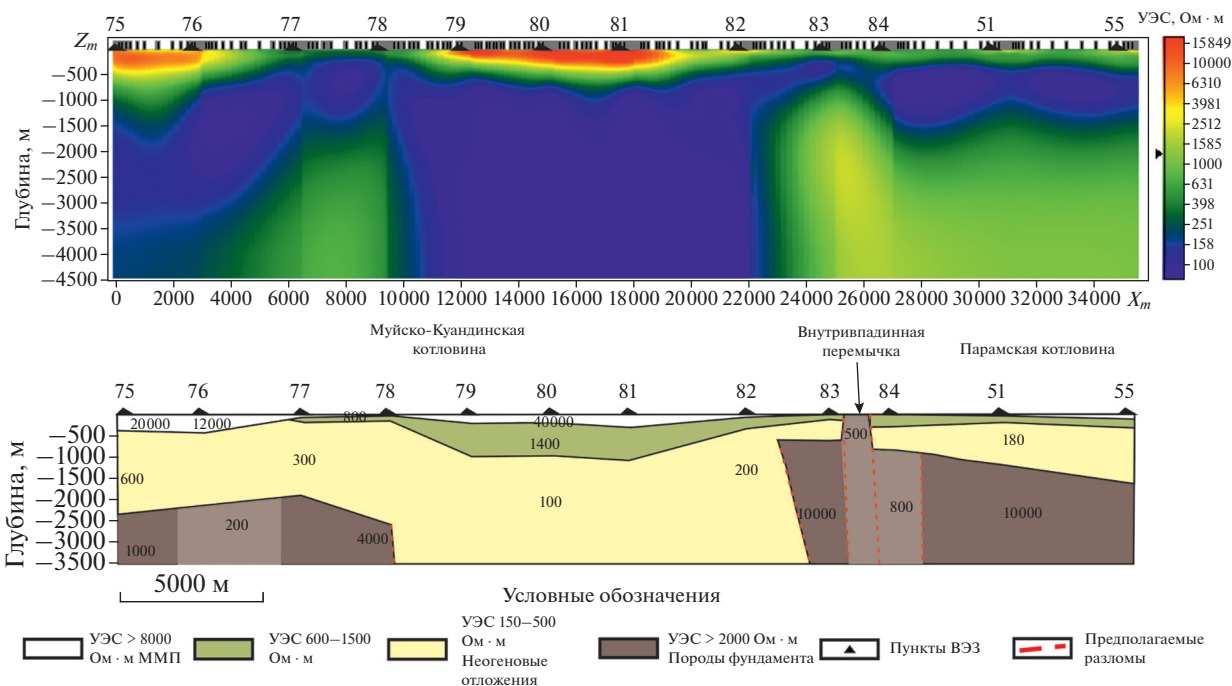 75 76 77 78 79 80 81 82 83 84 51 55 УЭС, Ом · м
Zm
−500
−1000
−1500
−2000
−2500
−3000
−3500
−4000
−4500
Глубина, м
0 2000 4000 6000 8000 10000 12000 14000 16000 18000 20000 22000 24000 26000 28000 30000 32000 34000 Xm
15849
10000
6310
3981
2512
1585
1000
631
398
251
158
100
Муйско-Куандинская
котловина
Внутривпадинная
перемычка
Парамская котловина
75 76 77 78 79 80 81 82 83 84 51 55
−500
−1000
−1500
−2000
−2500
−3000
−3500
Глубина, м
20000 12000 800 40000 500
1400 180
300 200
600 100
200 10000 800 10000
1000 4000
5000 м
Условные обозначения
УЭС > 8000
Ом · м ММП
УЭС 600−1500
Ом · м
УЭС 150−500
Ом · м
Неогеновые
отложения
УЭС > 2000 Ом · м
Породы фундамента
Пункты ВЭЗ
Предполагаемые
разломы